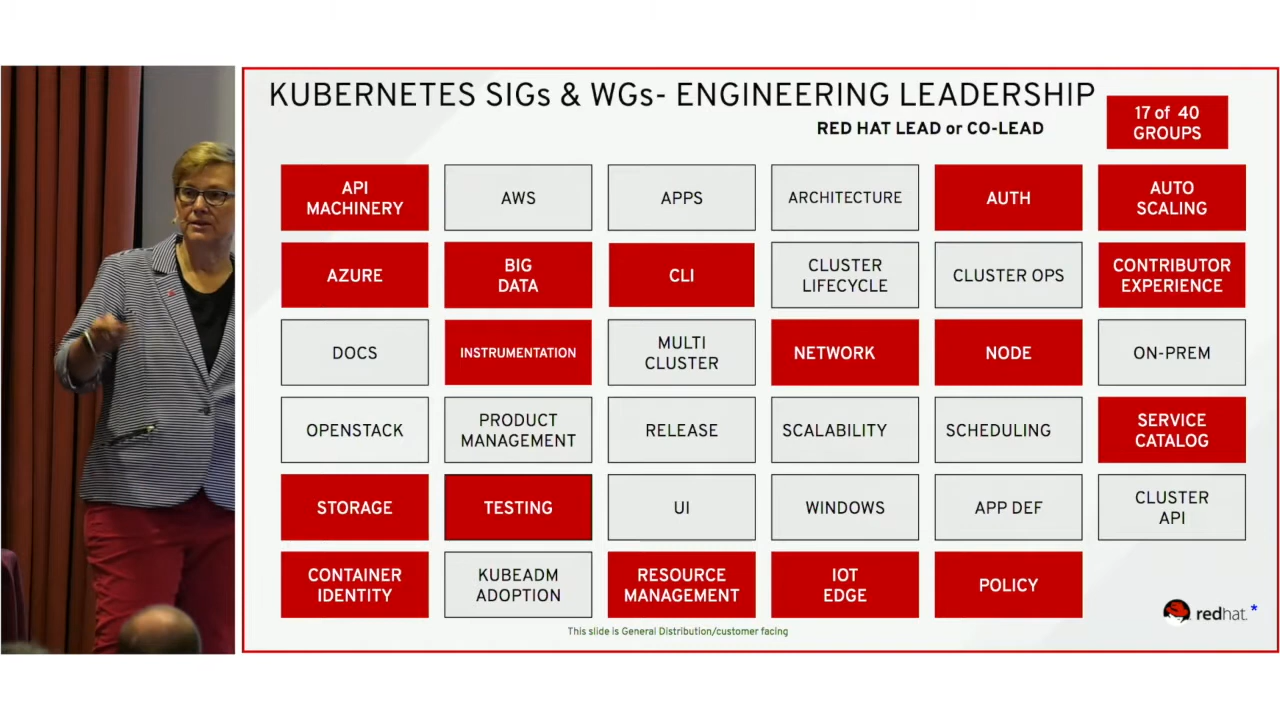 KUBERNETES SIGs & WGs- ENGINEERING LEADERSHIP
RED HAT LEAD or CO-LEAD
17 of 40
GROUPS
API
MACHINERY
AWS
APPS
ARCHITECTURE
AUTH
AUTO
SCALING
AZURE
BIG
DATA
CLI
CLUSTER
LIFECYCLE
CLUSTER OPS
CONTRIBUTOR
EXPERIENCE
DOCS
INSTRUMENTATION
MULTI
CLUSTER
NETWORK
NODE
ON-PREM
OPENSTACK
PRODUCT
MANAGEMENT
RELEASE
SCALABILITY
SCHEDULING
SERVICE
CATALOG
STORAGE
TESTING
UI
WINDOWS
APP DEF
CLUSTER
API
CONTAINER
IDENTITY
KUBEADM
ADOPTION
RESOURCE
MANAGEMENT
IOT
EDGE
POLICY
redhat. *
This slide is General Distribution/customer facing